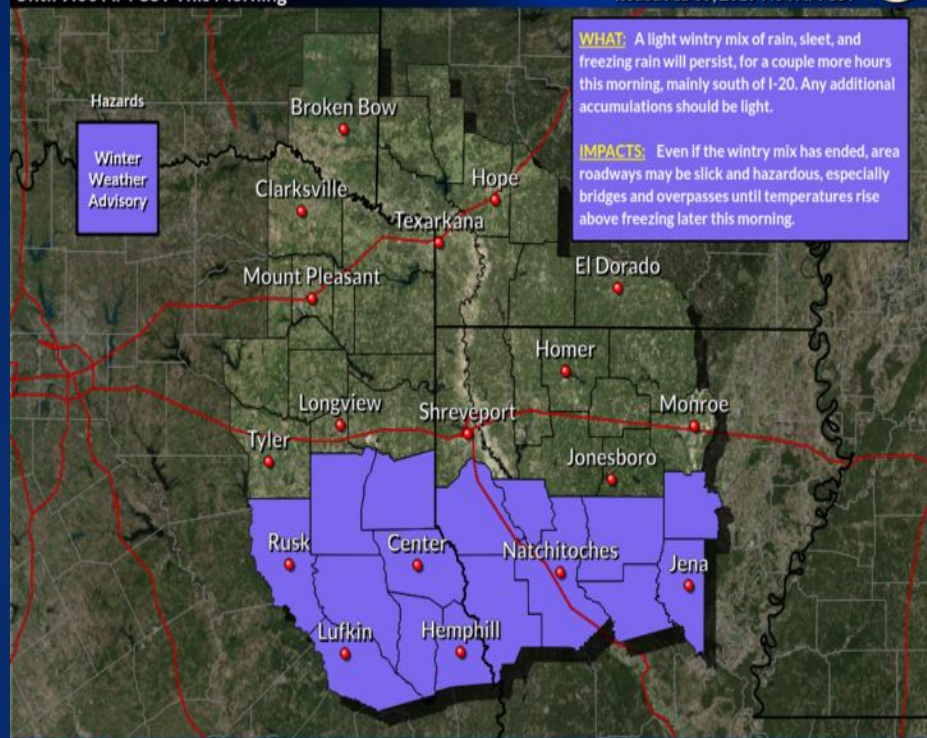 WHAT: A light wintry mix of rain, sleet, and
freezing rain will persist, for a couple more hours
this morning, mainly south of I-20. Any additional
accumulations should be light.
IMPACTS: Even if the wintry mix has ended, area
roadways may be slick and hazardous, especially
bridges and overpasses until temperatures rise
above freezing later this morning.
Hazards
Winter
Weather
Advisory
Broken Bow
Clarksville
Hope
Texarkana
Mount Pleasant
El Dorado
Homer
Longview
Shreveport
Monroe
Tyler
Jonesboro
Rusk
Center
Natchitoches
Jena
Lufkin
Hemphill